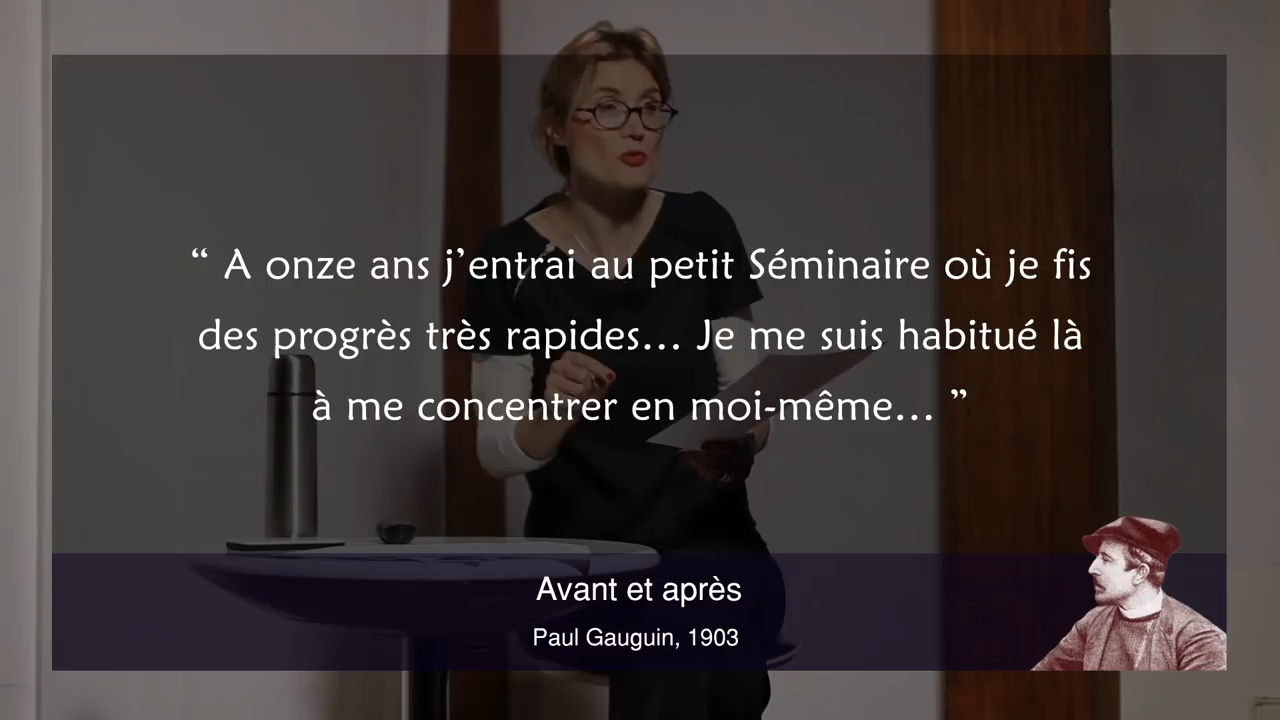 “ A onze ans j’entrai au petit Séminaire où je fis
des progrès très rapides... Je me suis habitué là
à me concentrer en moi-même... ”
Avant et après
Paul Gauguin, 1903